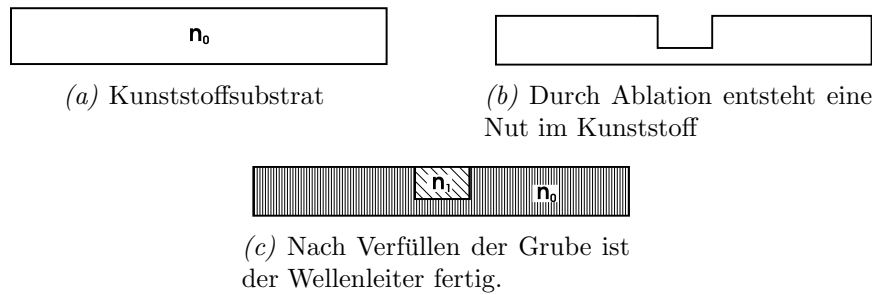 n₀
(a) Kunststoffsubstrat
(b) Durch Ablation entsteht eine
Nut im Kunststoff
n₁
n₀
(c) Nach Verfüllen der Grube ist
der Wellenleiter fertig.